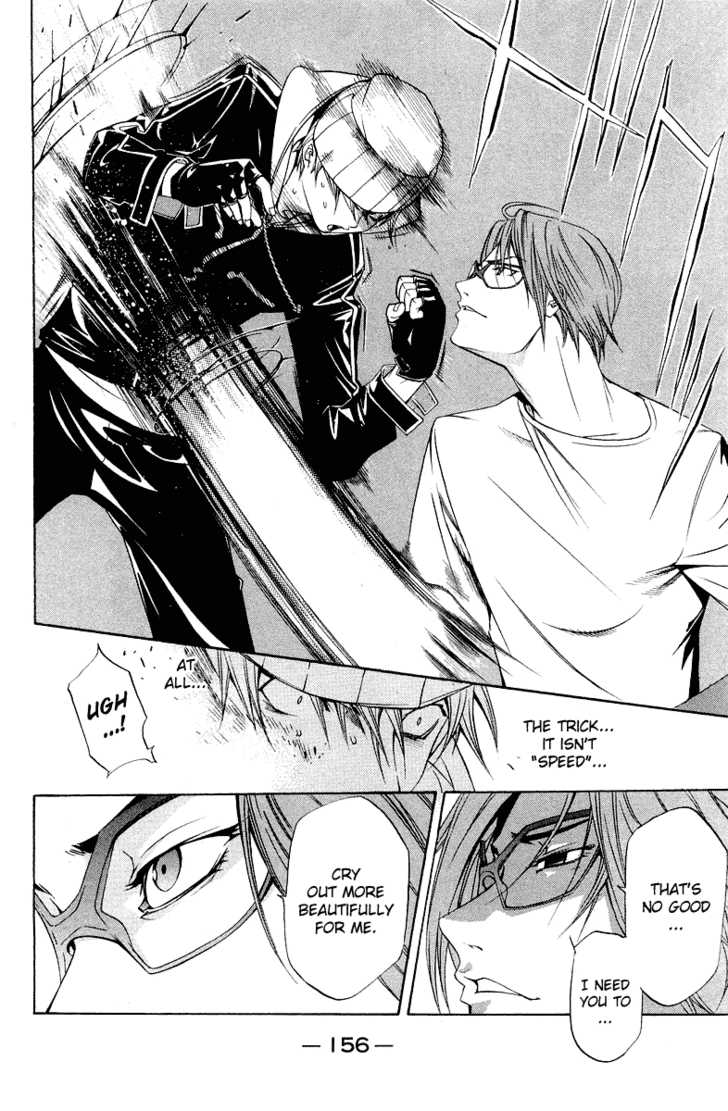 THE TRICK...
IT ISN'T
"SPEED"...
AT
ALL...
UGH
...!
THAT'S
NO GOOD
...
I NEED
YOU TO
...
CRY
OUT MORE
BEAUTIFULLY
FOR ME.
— 156 —